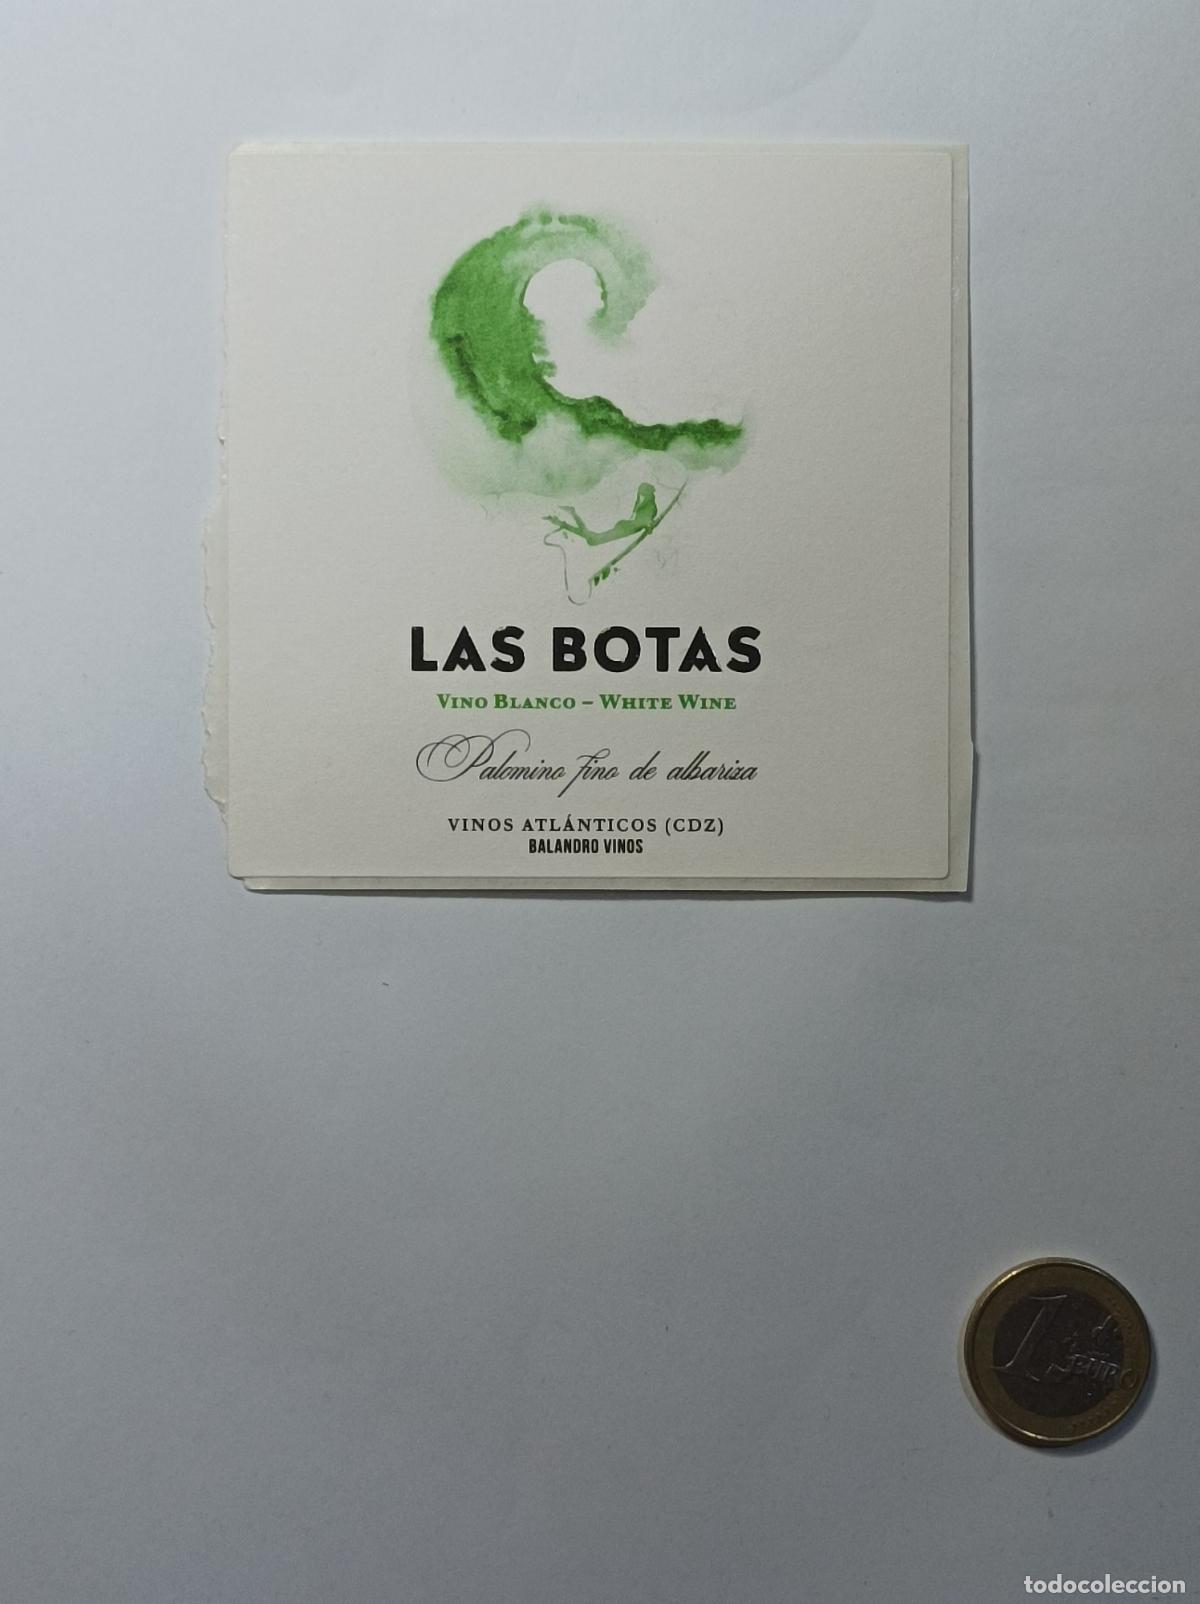 LAS BOTAS
VINO BLANCO – WHITE WINE
Palomino fino de albariza
VINOS ATLÁNTICOS (CDZ)
BALANDRO VINOS
1
EURO
todocoleccion